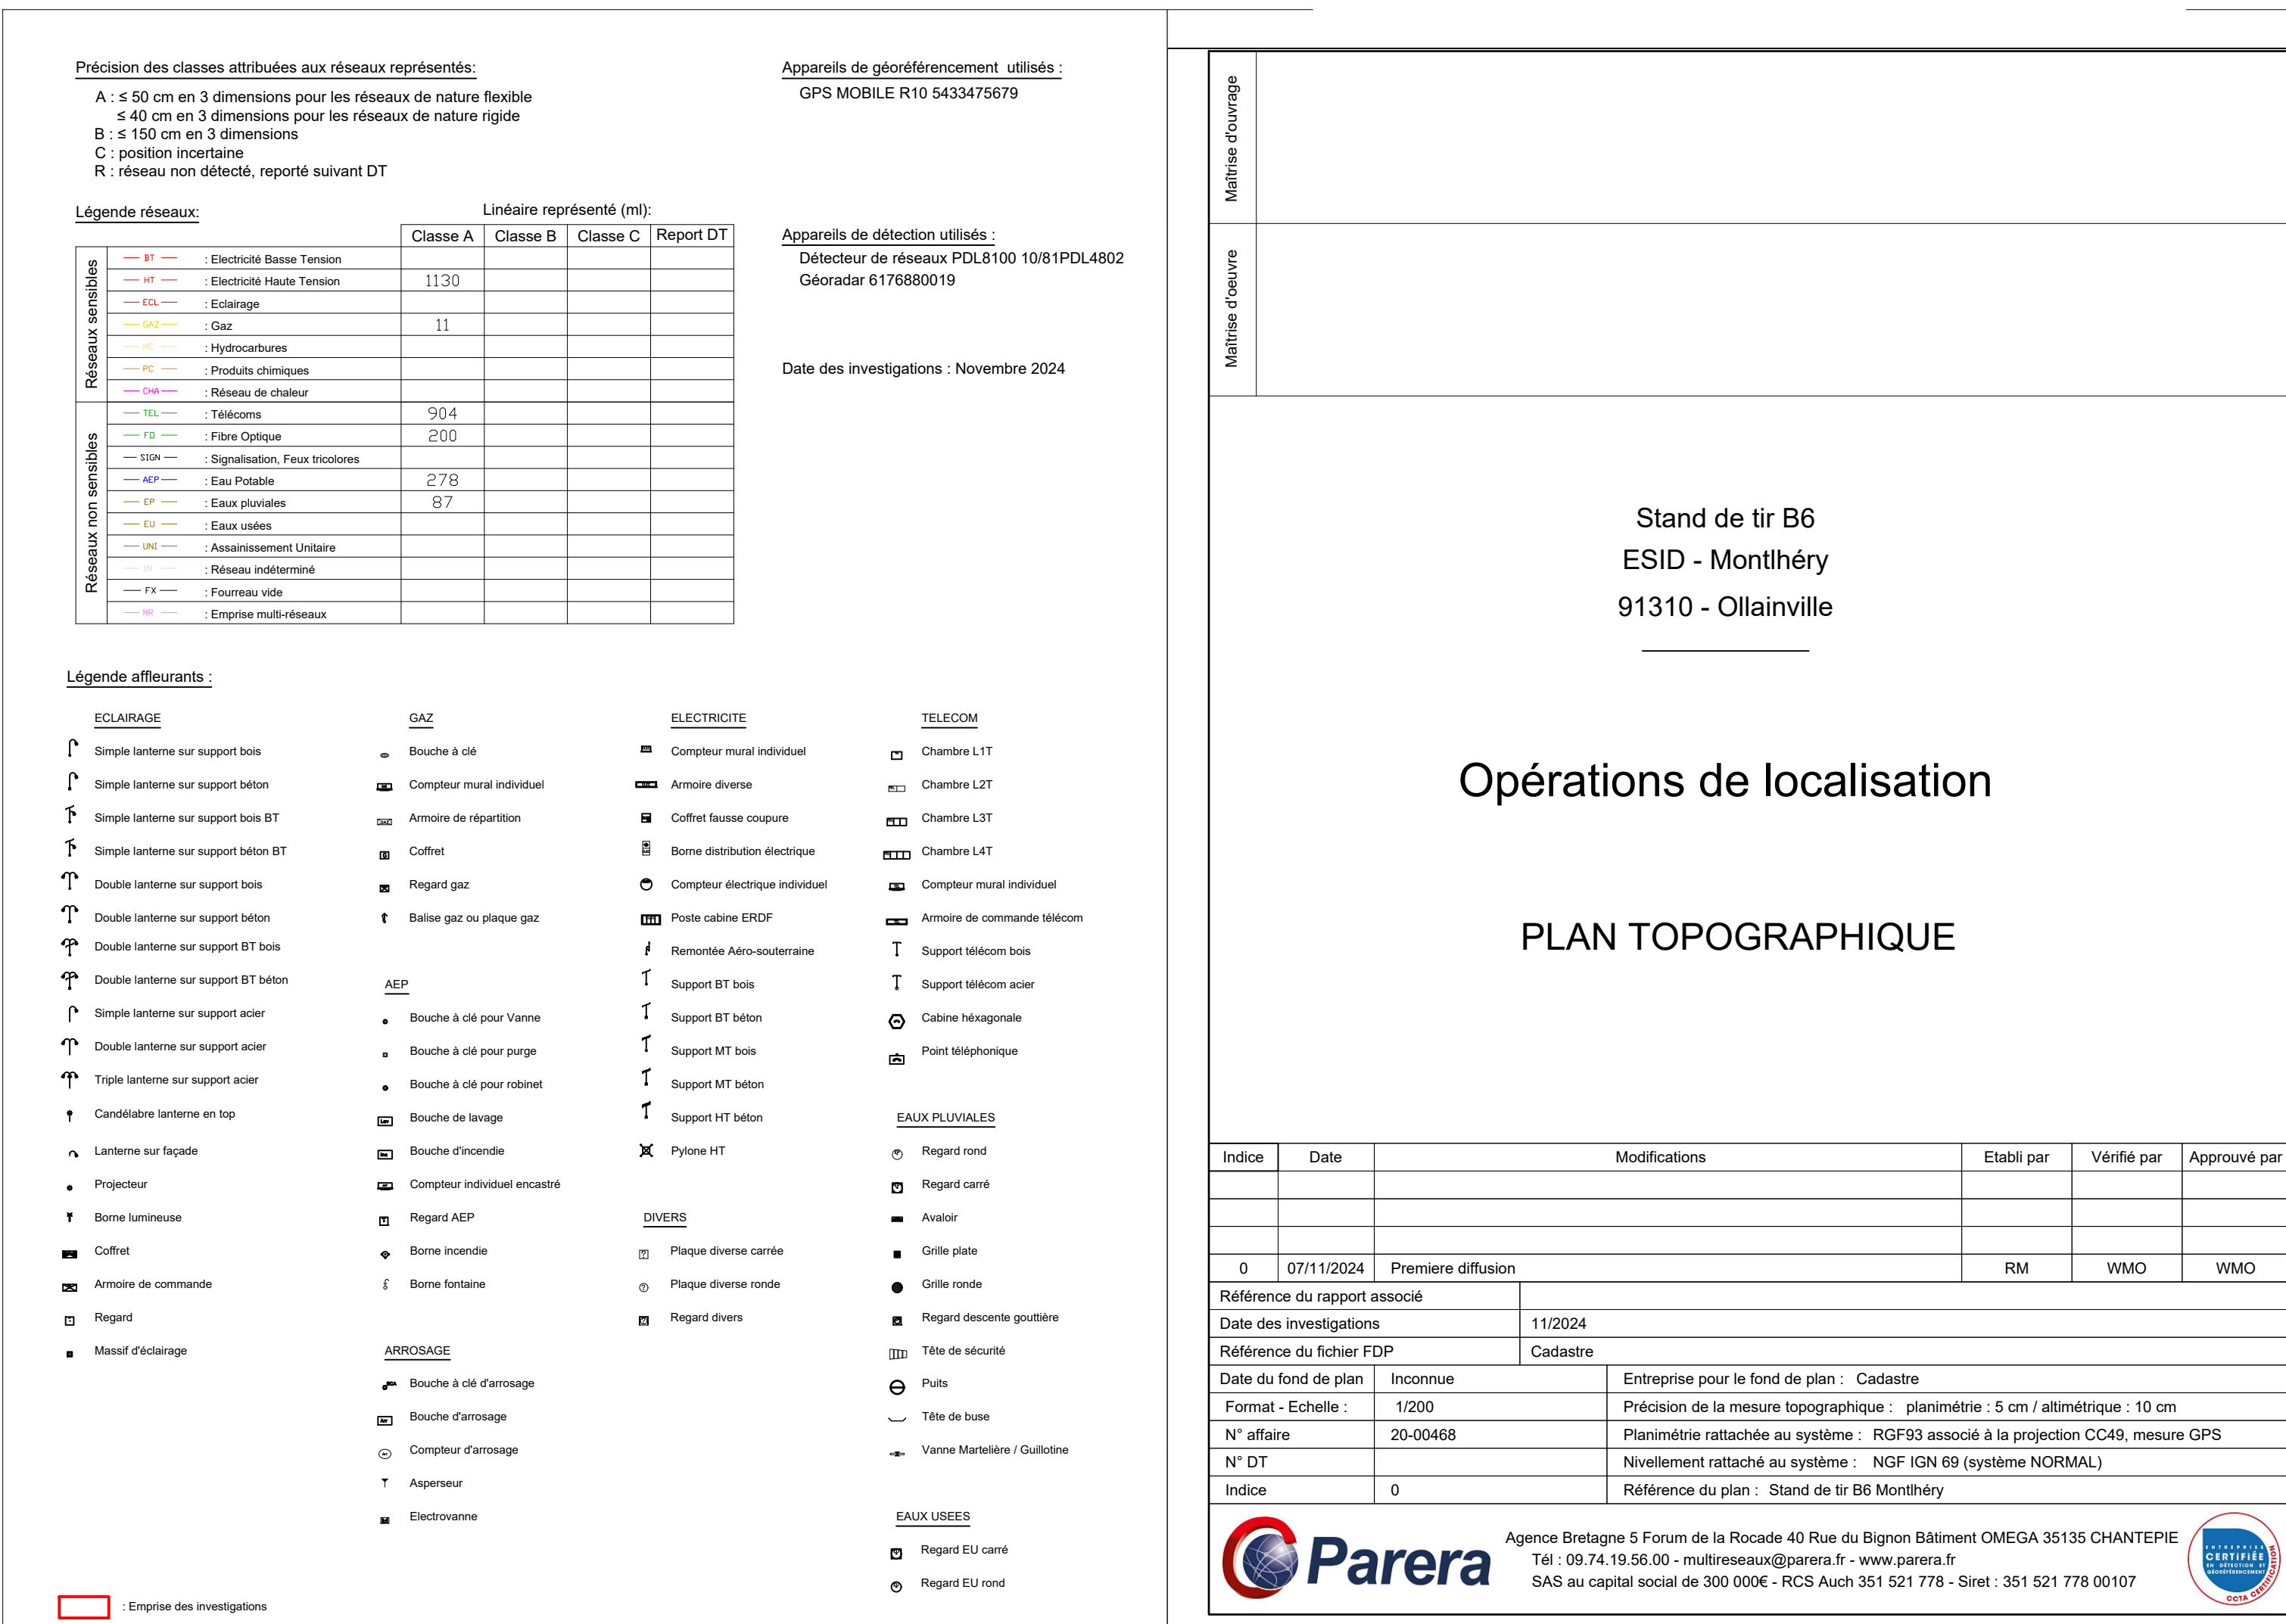 Précision des classes attribuées aux réseaux représentés:
A : ≤ 50 cm en 3 dimensions pour les réseaux de nature flexible
≤ 40 cm en 3 dimensions pour les réseaux de nature rigide
B : ≤ 150 cm en 3 dimensions
C : position incertaine
R : réseau non détecté, reporté suivant DT
Appareils de géoréférencement utilisés :
GPS MOBILE R10 5433475679
Légende réseaux:
Linéaire représenté (ml):
Classe A Classe B Classe C Report DT
Réseaux sensibles
BT : Electricité Basse Tension
HT : Electricité Haute Tension 1130
ECL : Eclairage
GAZ : Gaz 11
HC : Hydrocarbures
PC : Produits chimiques
CHA : Réseau de chaleur
Réseaux non sensibles
TEL : Télécoms 904
FO : Fibre Optique 200
SIGN : Signalisation, Feux tricolores
AEP : Eau Potable 278
EP : Eaux pluviales 87
EU : Eaux usées
UNI : Assainissement Unitaire
IN : Réseau indéterminé
FX : Fourreau vide
MR : Emprise multi-réseaux
Appareils de détection utilisés :
Détecteur de réseaux PDL8100 10/81PDL4802
Géoradar 6176880019
Date des investigations : Novembre 2024
Légende affleurants :
ECLAIRAGE
Simple lanterne sur support bois
Simple lanterne sur support béton
Simple lanterne sur support bois BT
Simple lanterne sur support béton BT
Double lanterne sur support bois
Double lanterne sur support béton
Double lanterne sur support BT bois
Double lanterne sur support BT béton
Simple lanterne sur support acier
Double lanterne sur support acier
Triple lanterne sur support acier
Candélabre lanterne en top
Lanterne sur façade
Projecteur
Borne lumineuse
Coffret
Armoire de commande
Regard
Massif d'éclairage
: Emprise des investigations
GAZ
Bouche à clé
Compteur mural individuel
Armoire de répartition
Coffret
Regard gaz
Balise gaz ou plaque gaz
AEP
Bouche à clé pour Vanne
Bouche à clé pour purge
Bouche à clé pour robinet
Bouche de lavage
Bouche d'incendie
Compteur individuel encastré
Regard AEP
Borne incendie
Borne fontaine
ARROSAGE
Bouche à clé d'arrosage
Bouche d'arrosage
Compteur d'arrosage
Asperseur
Electrovanne
ELECTRICITE
Compteur mural individuel
Armoire diverse
Coffret fausse coupure
Borne distribution électrique
Compteur électrique individuel
Poste cabine ERDF
Remontée Aéro-souterraine
Support BT bois
Support BT béton
Support MT bois
Support MT béton
Support HT béton
Pylone HT
DIVERS
Plaque diverse carrée
Plaque diverse ronde
Regard divers
TELECOM
Chambre L1T
Chambre L2T
Chambre L3T
Chambre L4T
Compteur mural individuel
Armoire de commande télécom
Support télécom bois
Support télécom acier
Cabine héxagonale
Point téléphonique
EAUX PLUVIALES
Regard rond
Regard carré
Avaloir
Grille plate
Grille ronde
Regard descente gouttière
Tête de sécurité
Puits
Tête de buse
Vanne Martelière / Guillotine
EAUX USEES
Regard EU carré
Regard EU rond
Maîtrise d'ouvrage
Maîtrise d'oeuvre
Stand de tir B6
ESID - Montlhéry
91310 - Ollainville
Opérations de localisation
PLAN TOPOGRAPHIQUE
Indice Date Modifications Etabli par Vérifié par Approuvé par
0 07/11/2024 Premiere diffusion RM WMO WMO
Référence du rapport associé
Date des investigations 11/2024
Référence du fichier FDP Cadastre
Date du fond de plan Inconnue Entreprise pour le fond de plan : Cadastre
Format - Echelle : 1/200 Précision de la mesure topographique : planimétrie : 5 cm / altimétrique : 10 cm
N° affaire 20-00468 Planimétrie rattachée au système : RGF93 associé à la projection CC49, mesure GPS
N° DT Nivellement rattaché au système : NGF IGN 69 (système NORMAL)
Indice 0 Référence du plan : Stand de tir B6 Montlhéry
Parera
Agence Bretagne 5 Forum de la Rocade 40 Rue du Bignon Bâtiment OMEGA 35135 CHANTEPIE
Tél : 09.74.19.56.00 - multireseaux@parera.fr - www.parera.fr
SAS au capital social de 300 000€ - RCS Auch 351 521 778 - Siret : 351 521 778 00107
ENTREPRISE
CERTIFIÉE
EN DÉTECTION ET
GÉORÉFÉRENCEMENT
CCTA CERTIFICATION